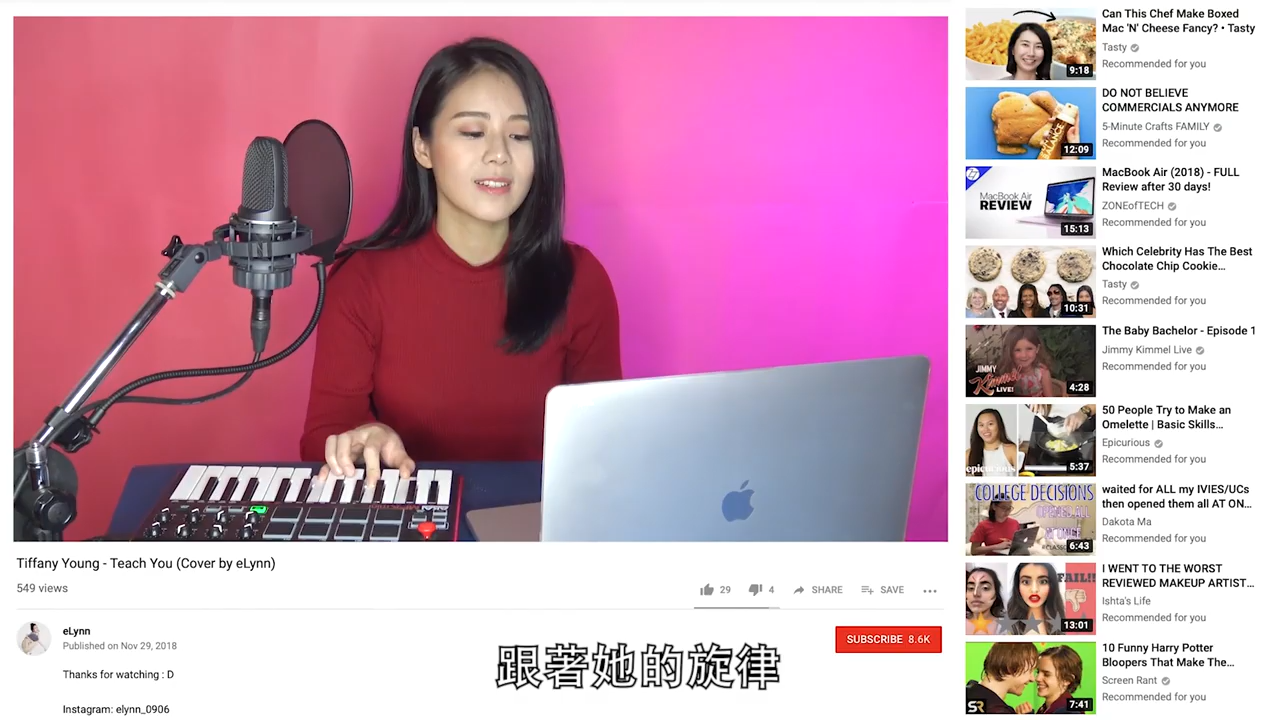 Tiffany Young - Teach You (Cover by eLynn)
549 views
29
4
SHARE
SAVE
eLynn
Published on Nov 29, 2018
SUBSCRIBE 8.6K
Thanks for watching : D
Instagram: elynn_0906
跟著她的旋律
Can This Chef Make Boxed
Mac 'N' Cheese Fancy? • Tasty
Tasty
Recommended for you
9:18
DO NOT BELIEVE
COMMERCIALS ANYMORE
5-Minute Crafts FAMILY
Recommended for you
12:09
MacBook Air (2018) - FULL
Review after 30 days!
ZONEofTECH
Recommended for you
MacBook Air
REVIEW
15:13
Which Celebrity Has The Best
Chocolate Chip Cookie...
Tasty
Recommended for you
10:31
The Baby Bachelor - Episode 1
Jimmy Kimmel Live
Recommended for you
JIMMY
Kimmel
LIVE!
4:28
50 People Try to Make an
Omelette | Basic Skills...
Epicurious
Recommended for you
epicurious
5:37
waited for ALL my IVIES/UCs
then opened them all AT ON...
Dakota Ma
Recommended for you
COLLEGE DECISIONS
OPENED ALL
AT ONCE
6:43
I WENT TO THE WORST
REVIEWED MAKEUP ARTIST...
Ishta's Life
Recommended for you
FAIL!!
13:01
10 Funny Harry Potter
Bloopers That Make The...
Screen Rant
Recommended for you
SR
7:41